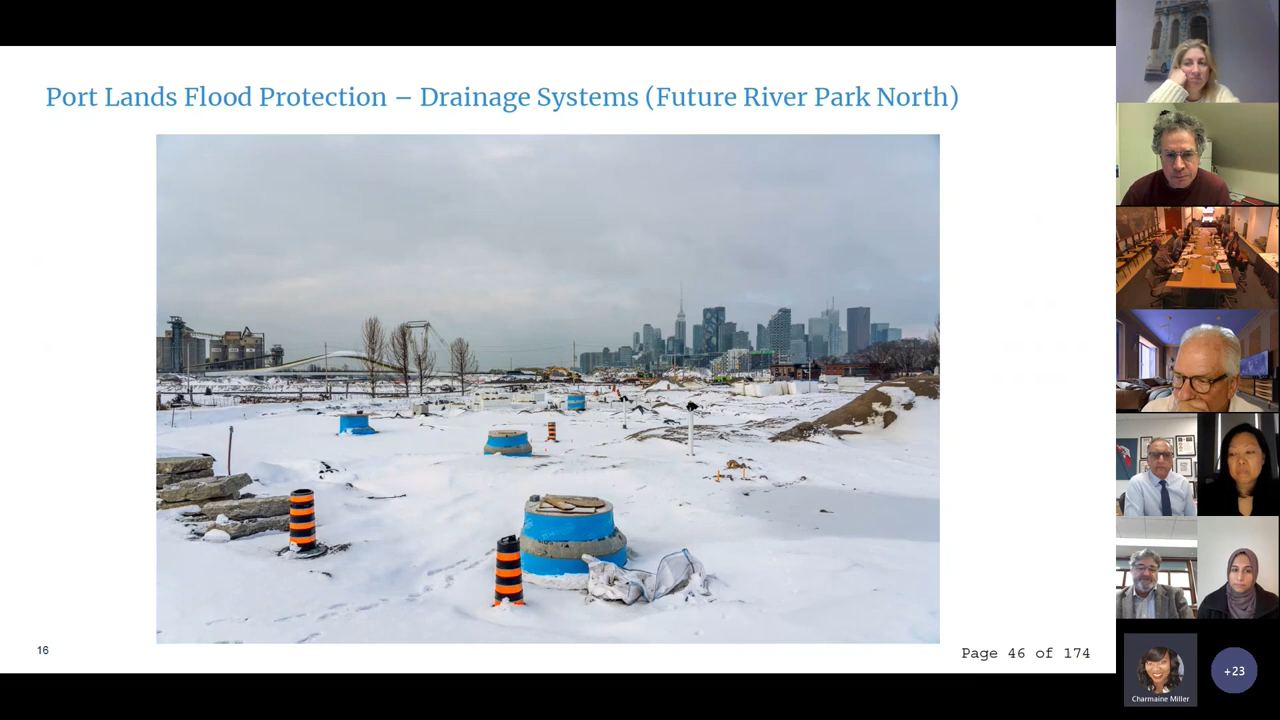 Port Lands Flood Protection – Drainage Systems (Future River Park North)
16
Page 46 of 174
Charmaine Miller
+23